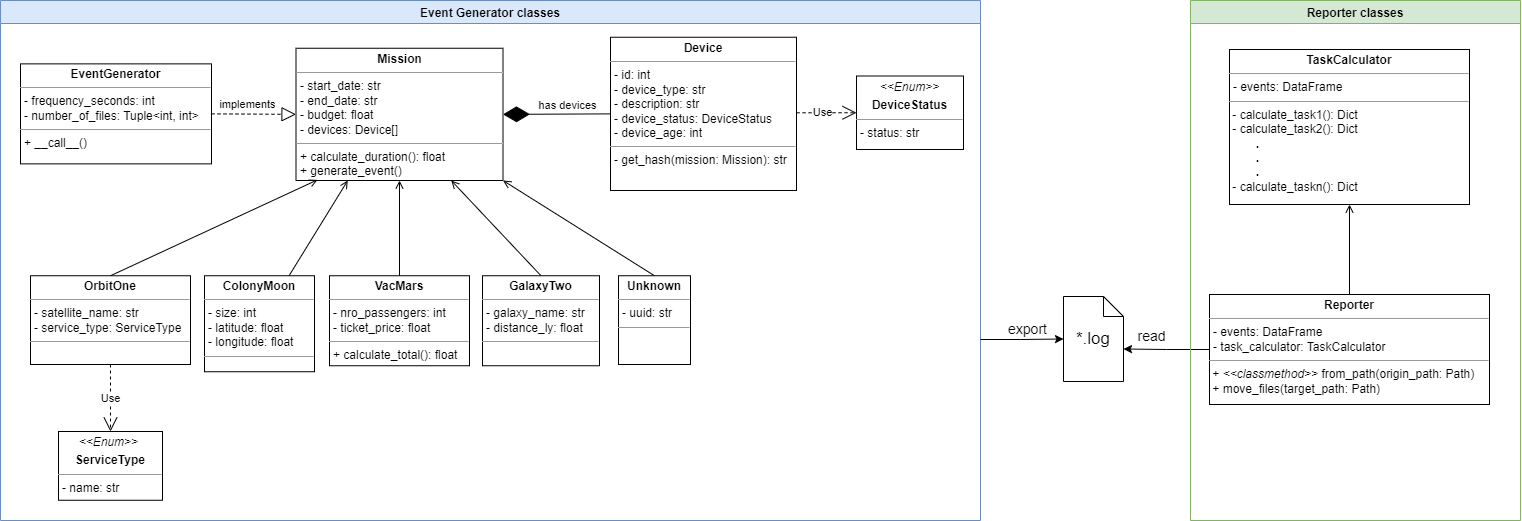 Event Generator classes
EventGenerator
- frequency_seconds: int
- number_of_files: Tuple<int, int>
+ __call__()
implements
Mission
- start_date: str
- end_date: str
- budget: float
- devices: Device[]
+ calculate_duration(): float
+ generate_event()
has devices
Device
- id: int
- device_type: str
- description: str
- device_status: DeviceStatus
- device_age: int
- get_hash(mission: Mission): str
Use
<<Enum>>
DeviceStatus
- status: str
OrbitOne
- satellite_name: str
- service_type: ServiceType
ColonyMoon
- size: int
- latitude: float
- longitude: float
VacMars
- nro_passengers: int
- ticket_price: float
+ calculate_total(): float
GalaxyTwo
- galaxy_name: str
- distance_ly: float
Unknown
- uuid: str
Use
<<Enum>>
ServiceType
- name: str
export
*.log
read
Reporter classes
TaskCalculator
- events: DataFrame
- calculate_task1(): Dict
- calculate_task2(): Dict
.
.
.
- calculate_taskn(): Dict
Reporter
- events: DataFrame
- task_calculator: TaskCalculator
+ <<classmethod>> from_path(origin_path: Path)
+ move_files(target_path: Path)